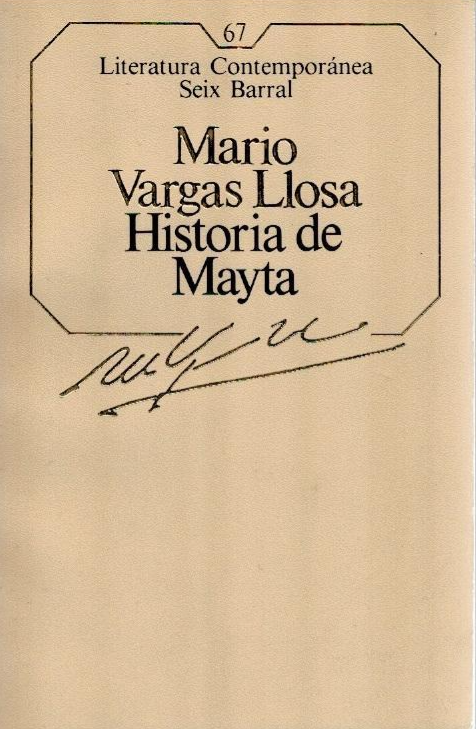 67
Literatura Contemporánea
Seix Barral
Mario
Vargas Llosa
Historia de
Mayta